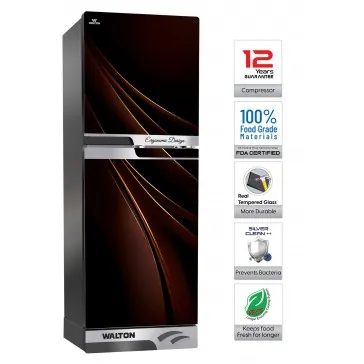 WALTON
Ergonomic Design
WALTON
12
Years
GUARANTEE
Compressor
100%
Food Grade
Materials
FDA CERTIFIED
Real
Tempered Glass
More Durable
SILVER
CLEAN ++
Prevents Bacteria
Keeps food
Fresh for longer